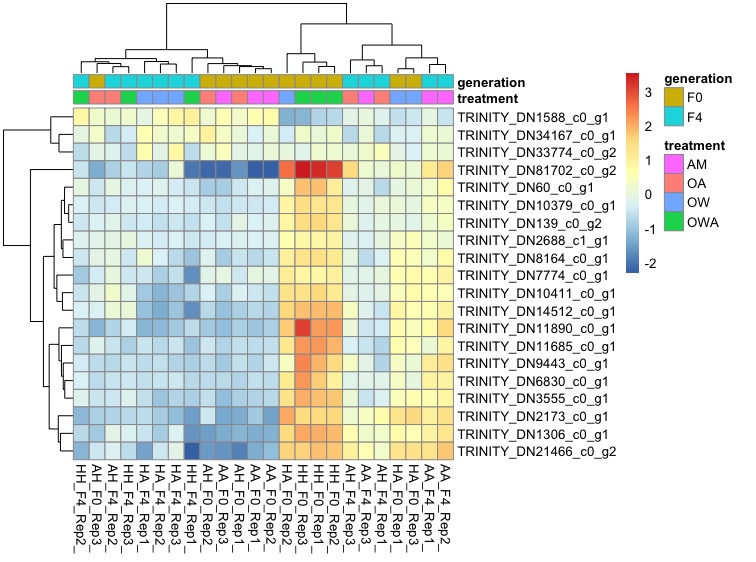 generation
treatment
TRINITY_DN1588_c0_g1
TRINITY_DN34167_c0_g1
TRINITY_DN33774_c0_g2
TRINITY_DN81702_c0_g2
TRINITY_DN60_c0_g1
TRINITY_DN10379_c0_g1
TRINITY_DN139_c0_g2
TRINITY_DN2688_c1_g1
TRINITY_DN8164_c0_g1
TRINITY_DN7774_c0_g1
TRINITY_DN10411_c0_g1
TRINITY_DN14512_c0_g1
TRINITY_DN11890_c0_g1
TRINITY_DN11685_c0_g1
TRINITY_DN9443_c0_g1
TRINITY_DN6830_c0_g1
TRINITY_DN3555_c0_g1
TRINITY_DN2173_c0_g1
TRINITY_DN1306_c0_g1
TRINITY_DN21466_c0_g2
HH_F4_Rep2
AH_F0_Rep3
AH_F4_Rep2
HH_F4_Rep3
HA_F4_Rep1
HA_F4_Rep2
HA_F4_Rep3
HH_F4_Rep1
AH_F0_Rep2
AA_F0_Rep3
AH_F0_Rep1
AA_F0_Rep1
AA_F0_Rep2
HA_F0_Rep2
HH_F0_Rep3
HH_F0_Rep1
HH_F0_Rep2
AH_F4_Rep3
AA_F4_Rep3
AH_F4_Rep1
HA_F0_Rep1
HA_F0_Rep3
AA_F4_Rep1
AA_F4_Rep2
3
2
1
0
-1
-2
generation
F0
F4
treatment
AM
OA
OW
OWA